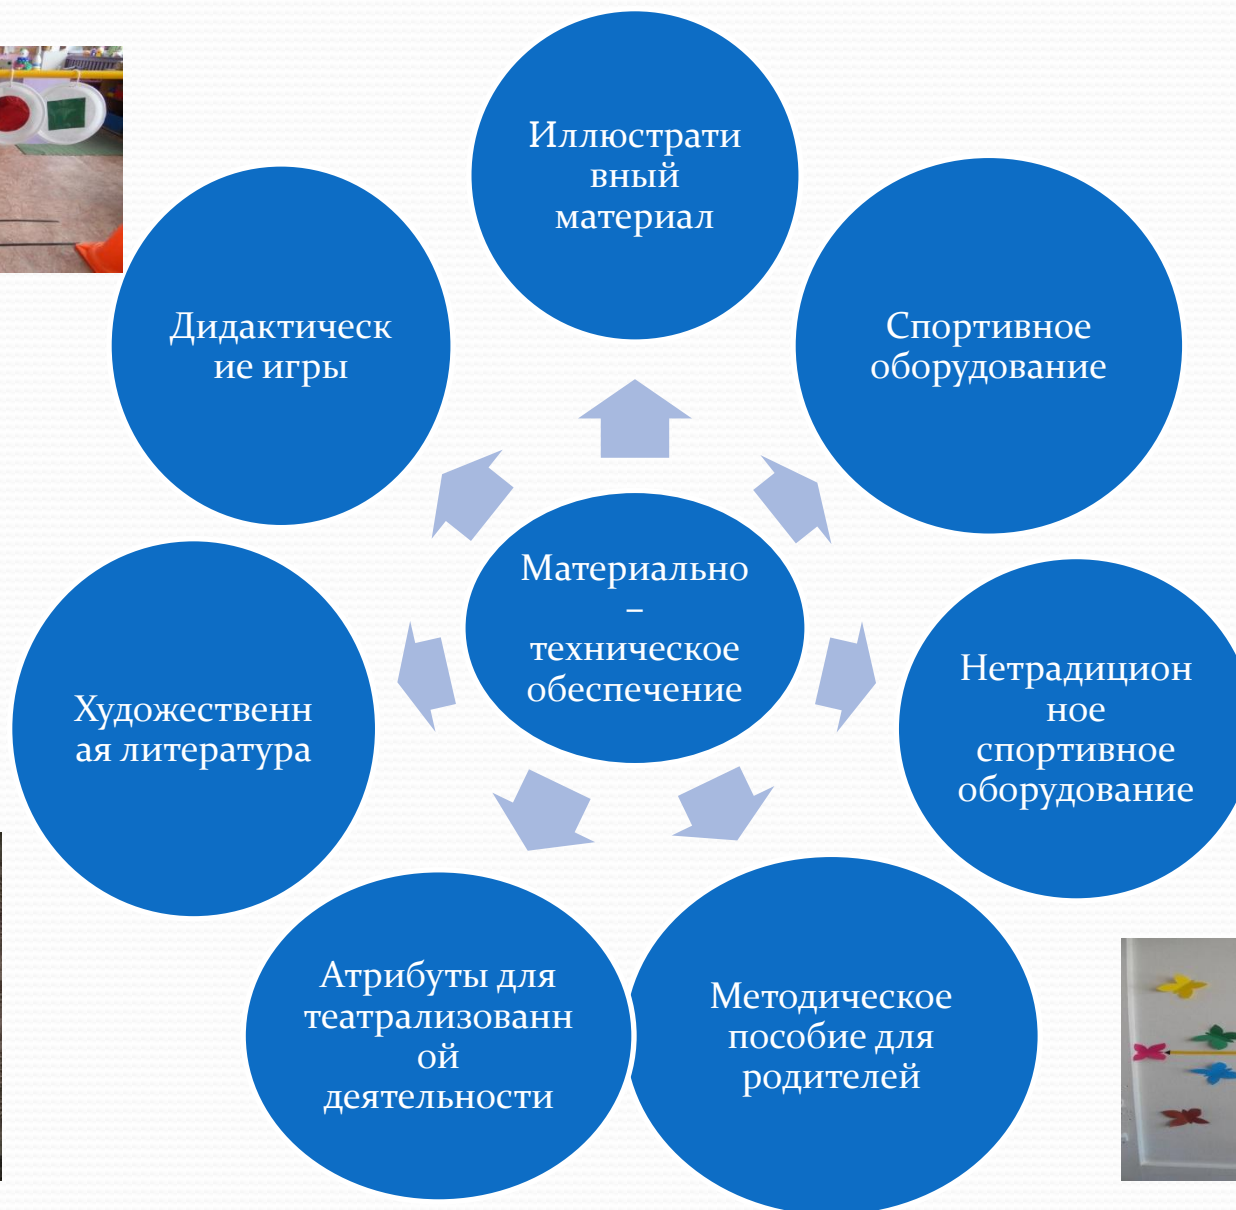 Иллюстрати
вный
материал
Спортивное
оборудование
Дидактическ
ие игры
Материально
–
техническое
обеспечение
Нетрадицион
ное
спортивное
оборудование
Художественн
ая литература
Методическое
пособие для
родителей
Атрибуты для
театрализованн
ой
деятельности